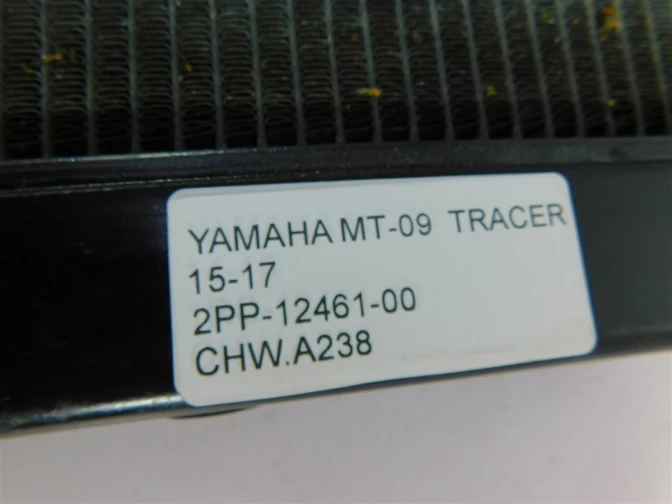 YAMAHA MT-09 TRACER
15-17
2PP-12461-00
CHW.A238